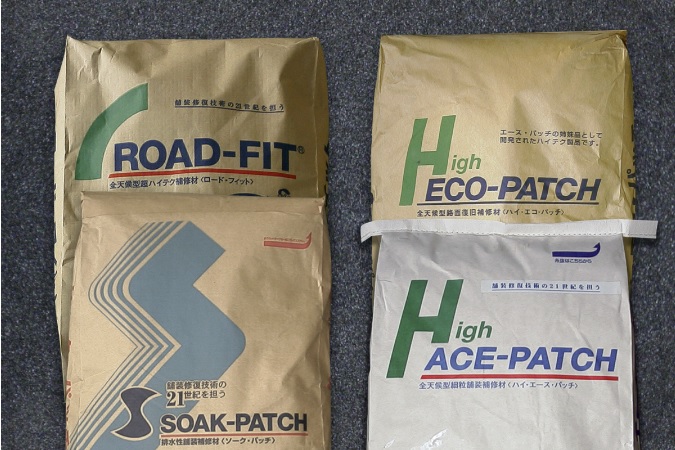 舗装修復技術の21世紀を担う
ROAD-FIT®
全天候型超ハイテク補修材〈ロード・フィット〉
舗装修復技術の
21世紀を担う
SOAK-PATCH
排水性舗装補修材〈ソーク・パッチ〉
エース・パッチの姉妹品として
開発されたハイテク製品です。
High
ECO-PATCH
全天候型路面復旧補修材〈ハイ・エコ・パッチ〉
舗装修復技術の21世紀を担う
High
ACE-PATCH
全天候型細粒舗装補修材〈ハイ・エース・パッチ〉